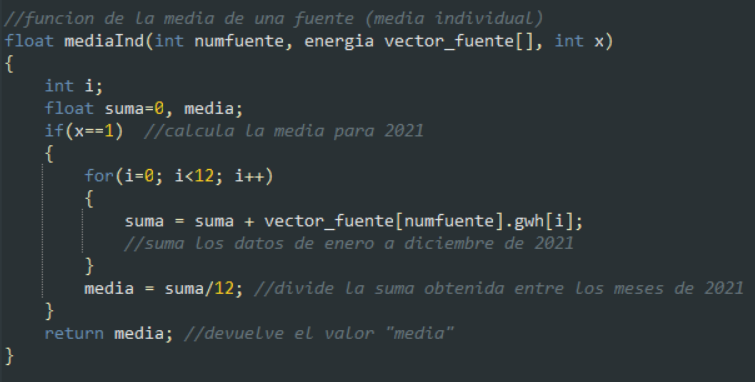 //funcion de la media de una fuente (media individual)
float mediaInd(int numfuente, energia vector_fuente[], int x)
{
    int i;
    float suma=0, media;
    if(x==1)  //calcula la media para 2021
    {
        for(i=0; i<12; i++)
        {
            suma = suma + vector_fuente[numfuente].gwh[i];
            //suma los datos de enero a diciembre de 2021
        }
        media = suma/12; //divide la suma obtenida entre los meses de 2021
    }
    return media; //devuelve el valor "media"
}